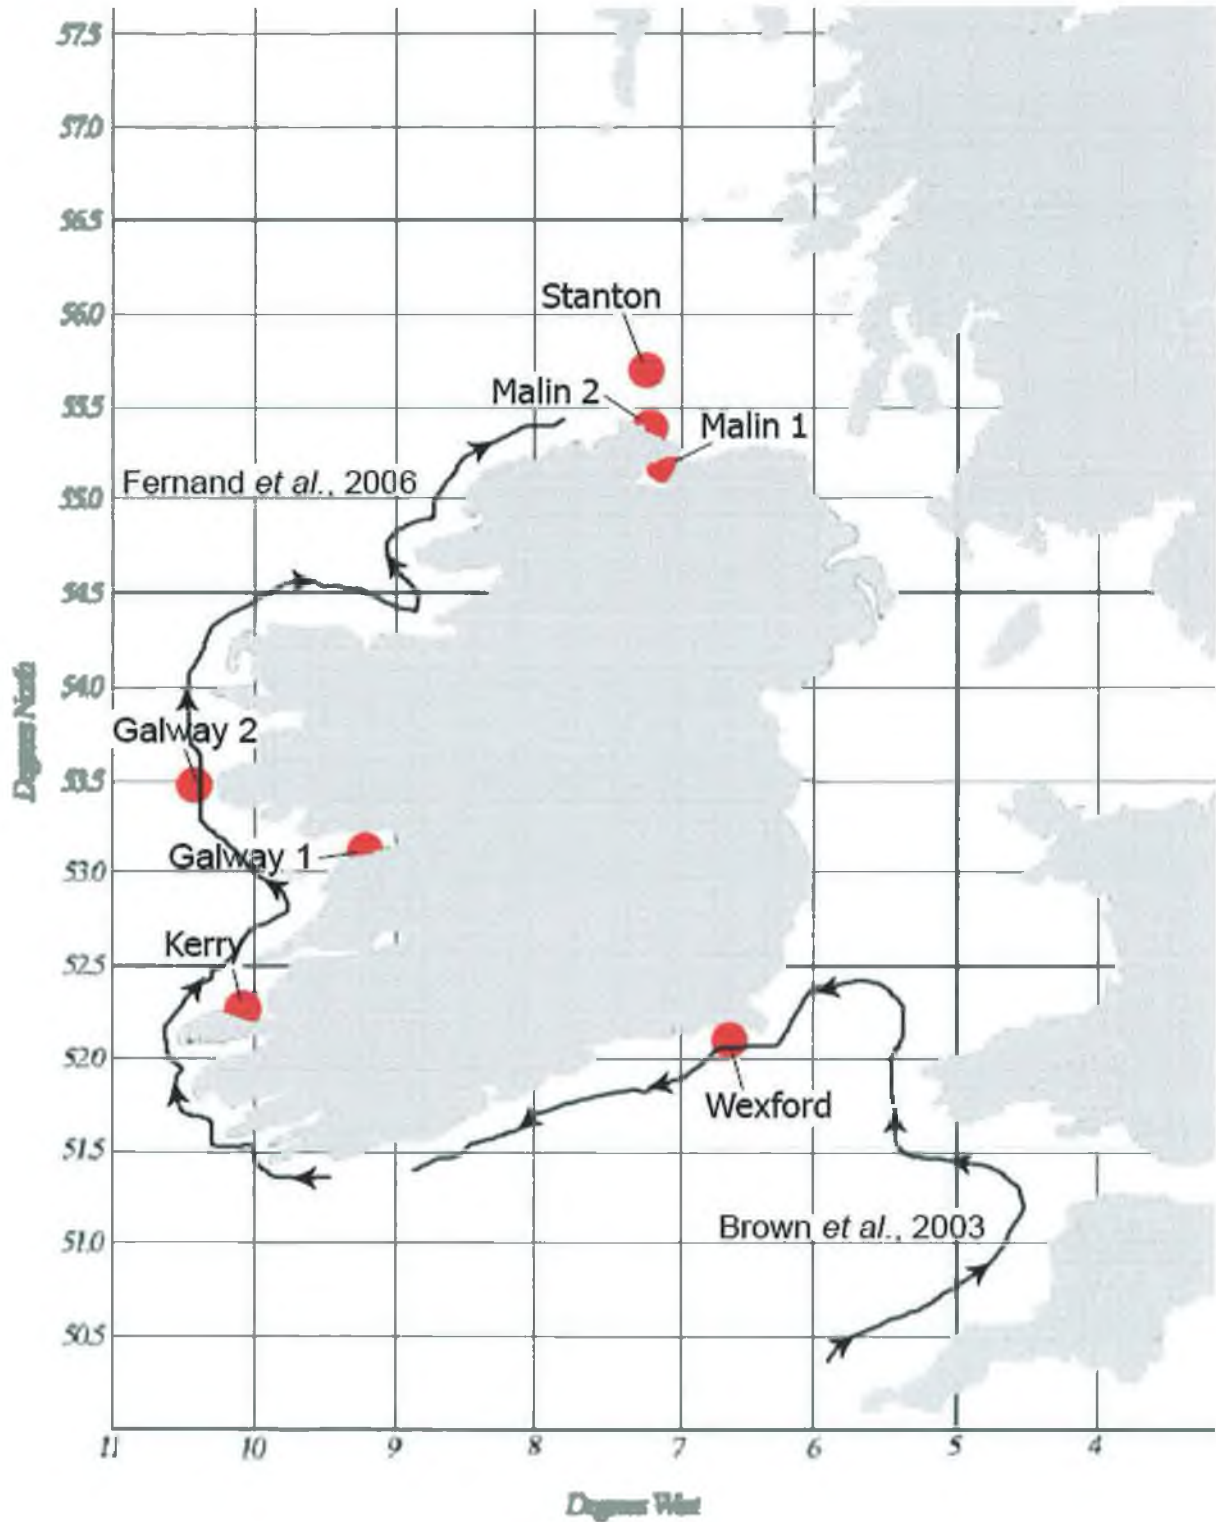 57.5
57.0
56.5
Stanton
56.0
Malin 2
55.5
Malin 1
Fernand et al., 2006
55.0
54.5
54.0
Degrees North
Galway 2
53.5
Galway 1
53.0
Kerry
52.5
52.0
Wexford
51.5
Brown et al., 2003
51.0
50.5
11 10 9 8 7 6 5 4
Degrees West